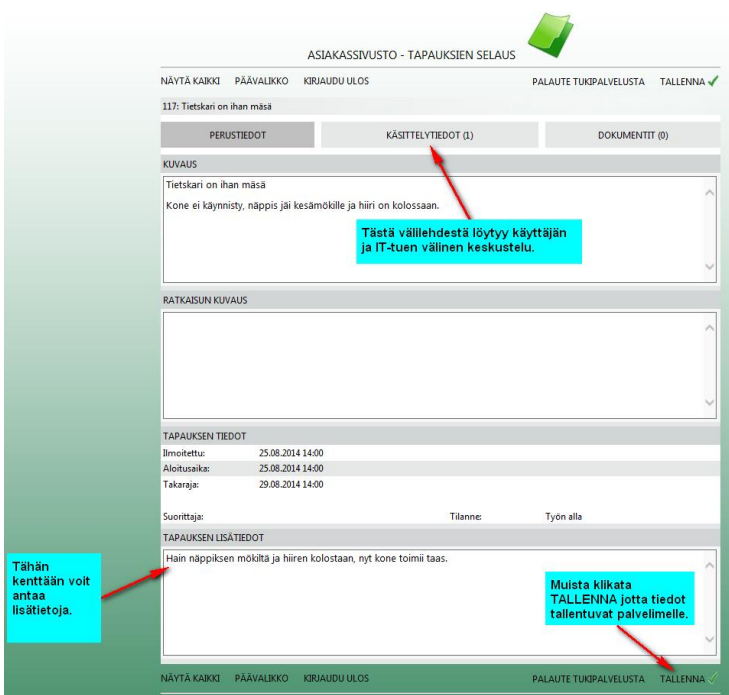 ASIAKASSIVUSTO - TAPAUKSIEN SELAUS
NÄYTÄ KAIKKI PÄÄVALIKKO KIRJAUDU ULOS PALAUTE TUKIPALVELUSTA TALLENNA
117: Tietskari on ihan mäsä
PERUSTIEDOT KÄSITTELYTIEDOT (1) DOKUMENTIT (0)
KUVAUS
Tietskari on ihan mäsä
Kone ei käynnisty, näppis jäi kesämökille ja hiiri on kolossaan.
Tästä välilehdestä löytyy käyttäjän
ja IT-tuen välinen keskustelu.
RATKAISUN KUVAUS
TAPAUKSEN TIEDOT
Ilmoitettu: 25.08.2014 14:00
Aloitusaika: 25.08.2014 14:00
Takaraja: 29.08.2014 14:00
Suorittaja: Tilanne: Työn alla
TAPAUKSEN LISÄTIEDOT
Hain näppiksen mökiltä ja hiiren kolostaan, nyt kone toimii taas.
Tähän
kenttään voit
antaa
lisätietoja.
Muista klikata
TALLENNA jotta tiedot
tallentuvat palvelimelle.
NÄYTÄ KAIKKI PÄÄVALIKKO KIRJAUDU ULOS PALAUTE TUKIPALVELUSTA TALLENNA